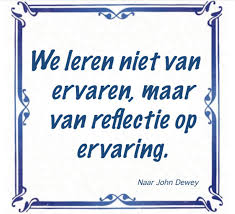 We leren niet van
ervaren, maar
van reflectie op
ervaring.
Naar John Dewey